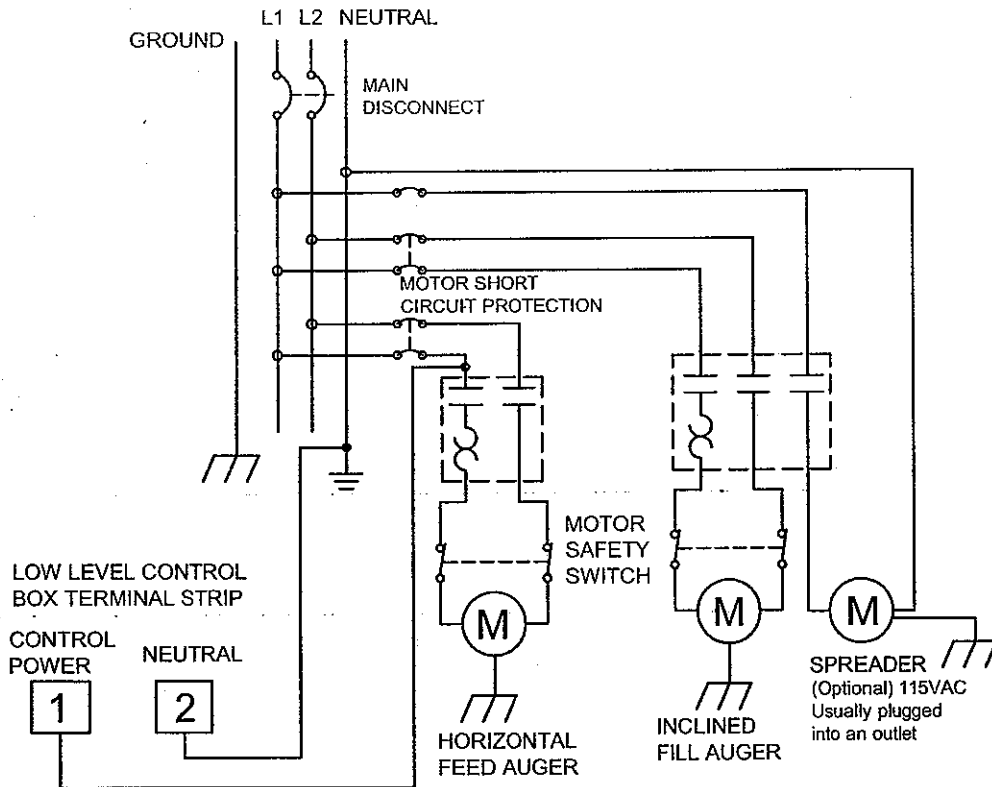 L1 L2 NEUTRAL
GROUND
MAIN
DISCONNECT
MOTOR SHORT
CIRCUIT PROTECTION
MOTOR
SAFETY
SWITCH
LOW LEVEL CONTROL
BOX TERMINAL STRIP
CONTROL
POWER
NEUTRAL
1
2
M
M
M
HORIZONTAL
FEED AUGER
INCLINED
FILL AUGER
SPREADER
(Optional) 115VAC
Usually plugged
into an outlet